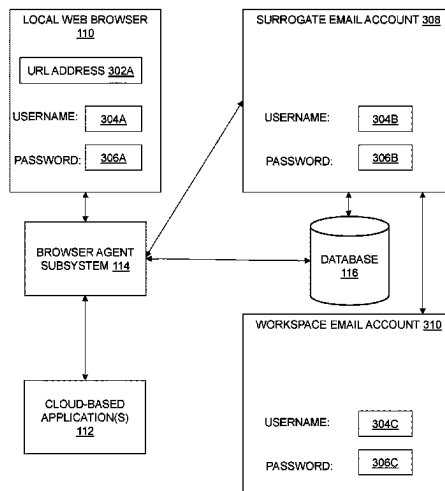 LOCAL WEB BROWSER
110
URL ADDRESS 302A
USERNAME: 304A
PASSWORD: 306A
SURROGATE EMAIL ACCOUNT 308
USERNAME: 304B
PASSWORD: 306B
BROWSER AGENT
SUBSYSTEM 114
DATABASE
116
CLOUD-BASED
APPLICATION(S)
112
WORKSPACE EMAIL ACCOUNT 310
USERNAME: 304C
PASSWORD: 306C